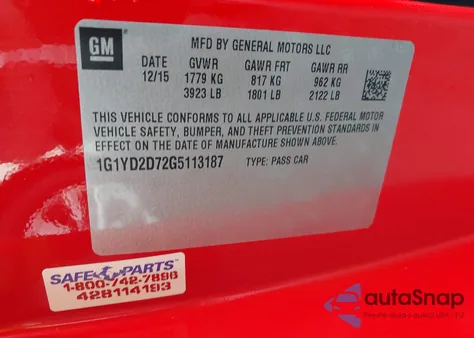 GM
MFD BY GENERAL MOTORS LLC
DATE GVWR GAWR FRT GAWR RR
12/15 1779 KG 817 KG 962 KG
3923 LB 1801 LB 2122 LB
THIS VEHICLE CONFORMS TO ALL APPLICABLE U.S. FEDERAL MOTOR
VEHICLE SAFETY, BUMPER, AND THEFT PREVENTION STANDARDS IN
EFFECT ON THE DATE OF MANUFACTURE SHOWN ABOVE.
1G1YD2D72G5113187 TYPE: PASS CAR
SAFE PARTS
1-800-742-7896
428114193
autoSnap